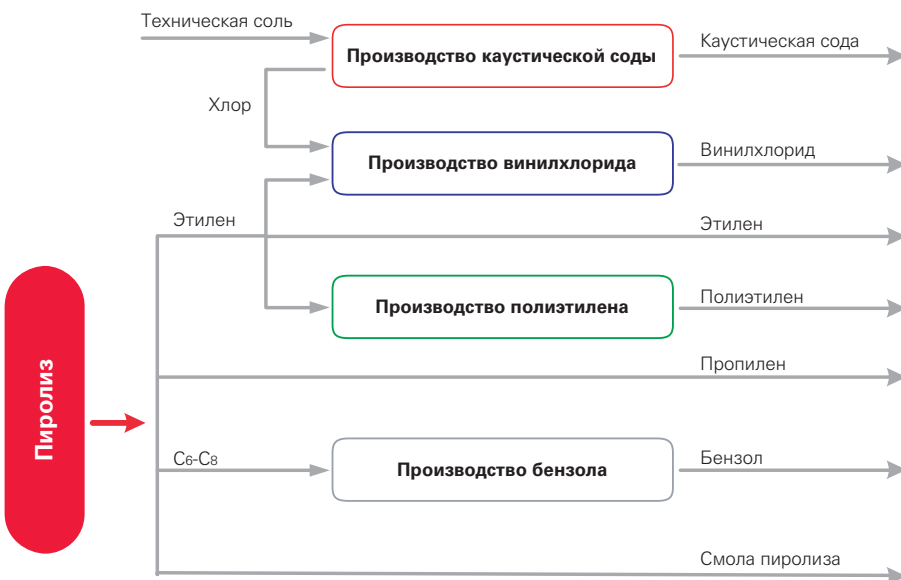 Техническая соль
Производство каустической соды
Каустическая сода
Хлор
Производство винилхлорида
Винилхлорид
Этилен
Этилен
Производство полиэтилена
Полиэтилен
Пропилен
Пиролиз
C6-C8
Производство бензола
Бензол
Смола пиролиза